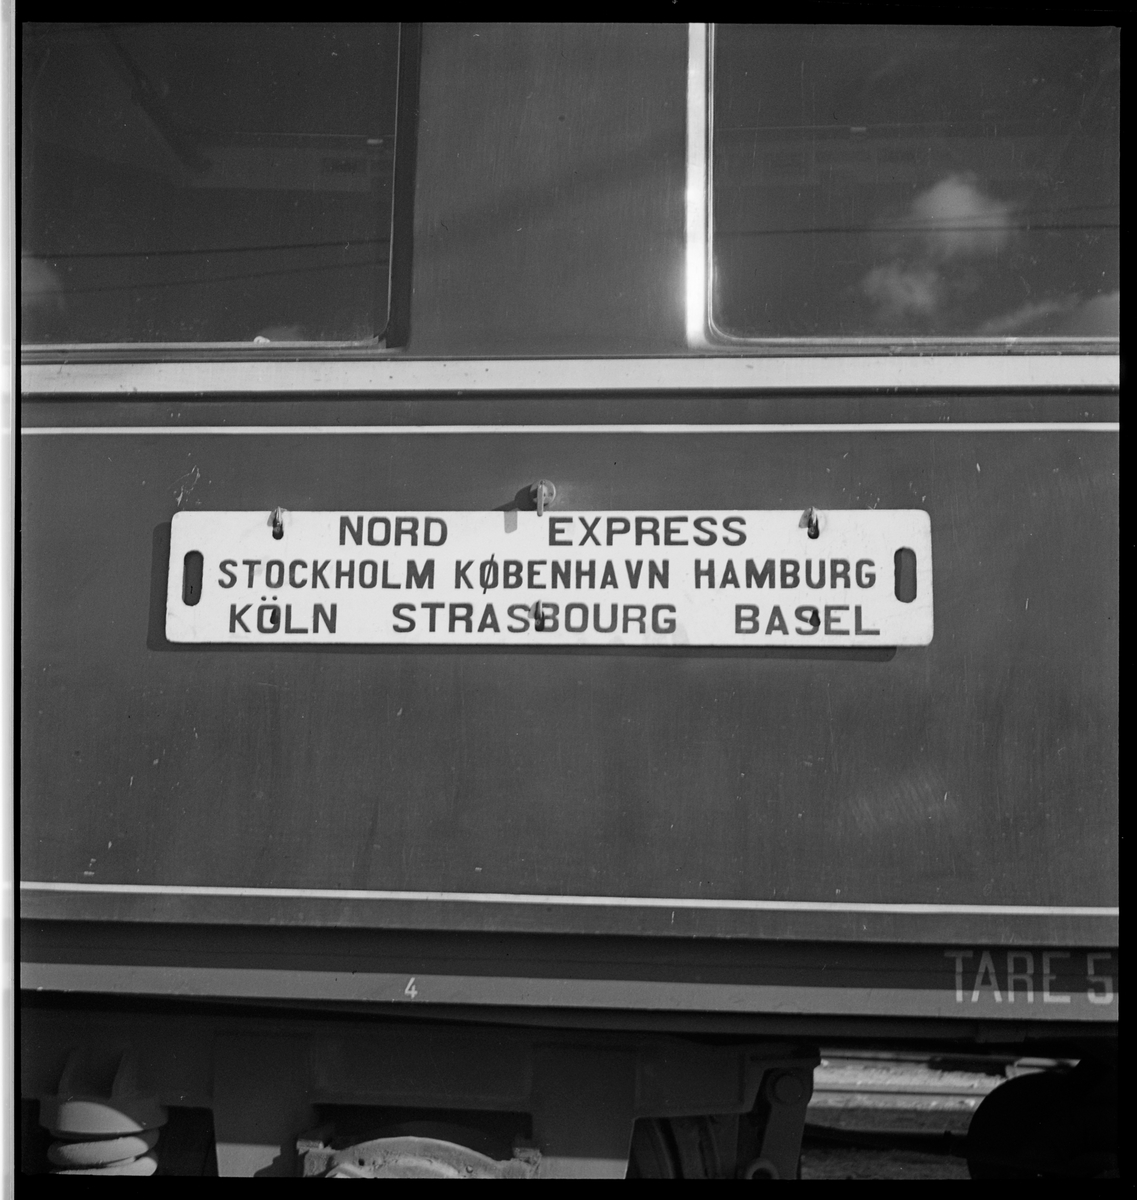 NORD EXPRESS
STOCKHOLM KØBENHAVN HAMBURG
KÖLN STRASBOURG BASEL
4
TARE 5